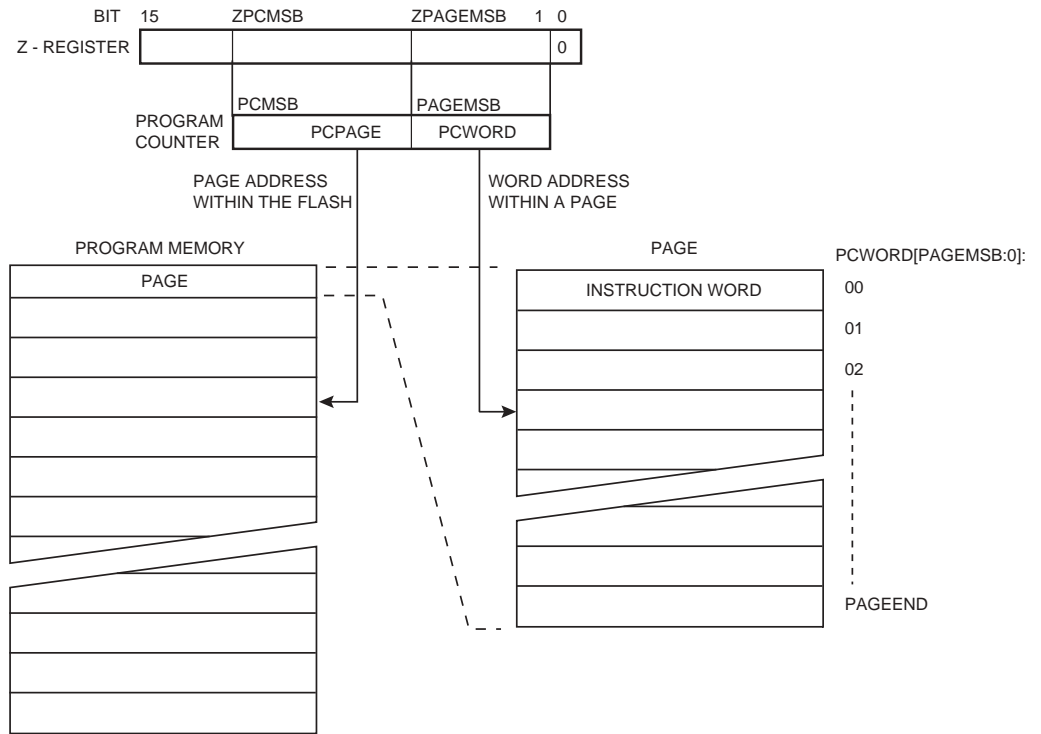 BIT 15 ZPCMSB ZPAGEMSB 1 0
Z - REGISTER 0
PCMSB PAGEMSB
PROGRAM
COUNTER
PCPAGE PCWORD
PAGE ADDRESS
WITHIN THE FLASH
WORD ADDRESS
WITHIN A PAGE
PROGRAM MEMORY
PAGE
PAGE
INSTRUCTION WORD
PCWORD[PAGEMSB:0]:
00
01
02
PAGEEND